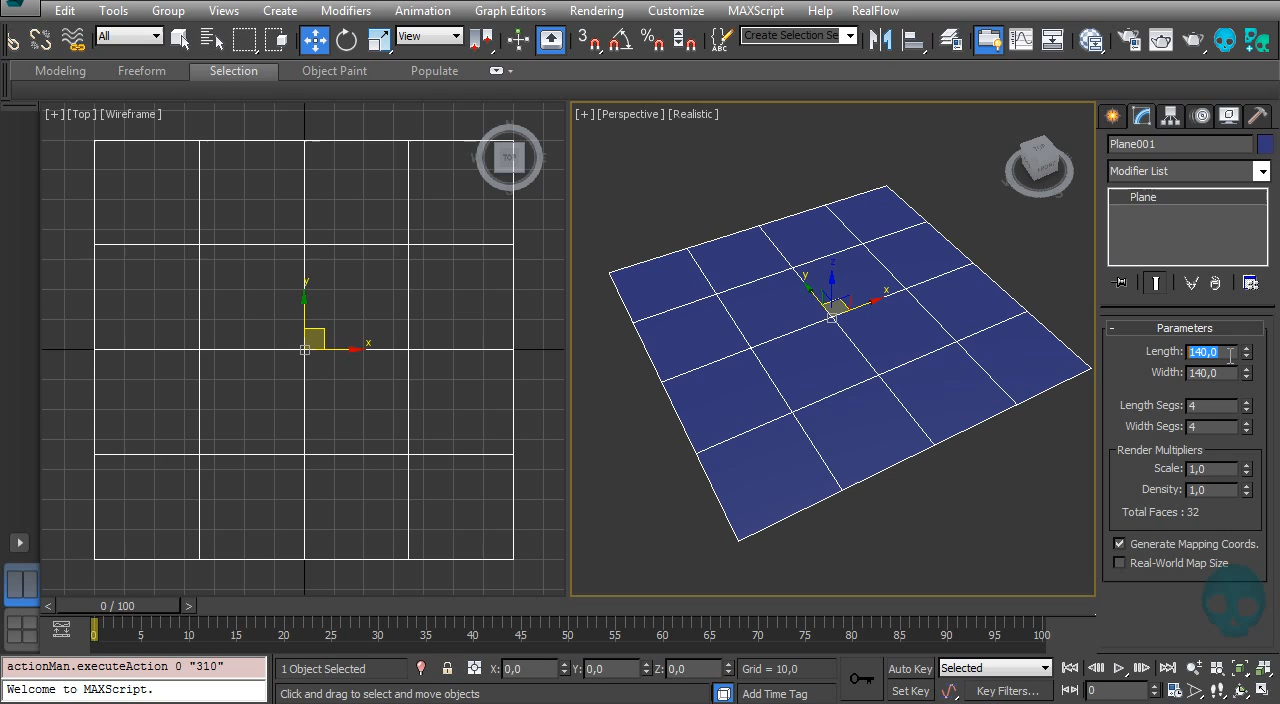 Edit Tools Group Views Create Modifiers Animation Graph Editors Rendering Customize MAXScript Help RealFlow
All View 3 % ABC Create Selection Se
Modeling Freeform Selection Object Paint Populate
[+] [Top] [Wireframe]
TOP
y
x
[+] [Perspective] [Realistic]
TOP
FRONT
z
y
x
Plane001
Modifier List
Plane
- Parameters
Length: 140,0
Width: 140,0
Length Segs: 4
Width Segs: 4
Render Multipliers
Scale: 1,0
Density: 1,0
Total Faces : 32
Generate Mapping Coords.
Real-World Map Size
< 0 / 100 >
0 5 10 15 20 25 30 35 40 45 50 55 60 65 70 75 80 85 90 95 100
actionMan.executeAction 0 "310"
Welcome to MAXScript.
1 Object Selected X: 0,0 Y: 0,0 Z: 0,0 Grid = 10,0
Click and drag to select and move objects Add Time Tag
Auto Key Selected
Set Key Key Filters... 0